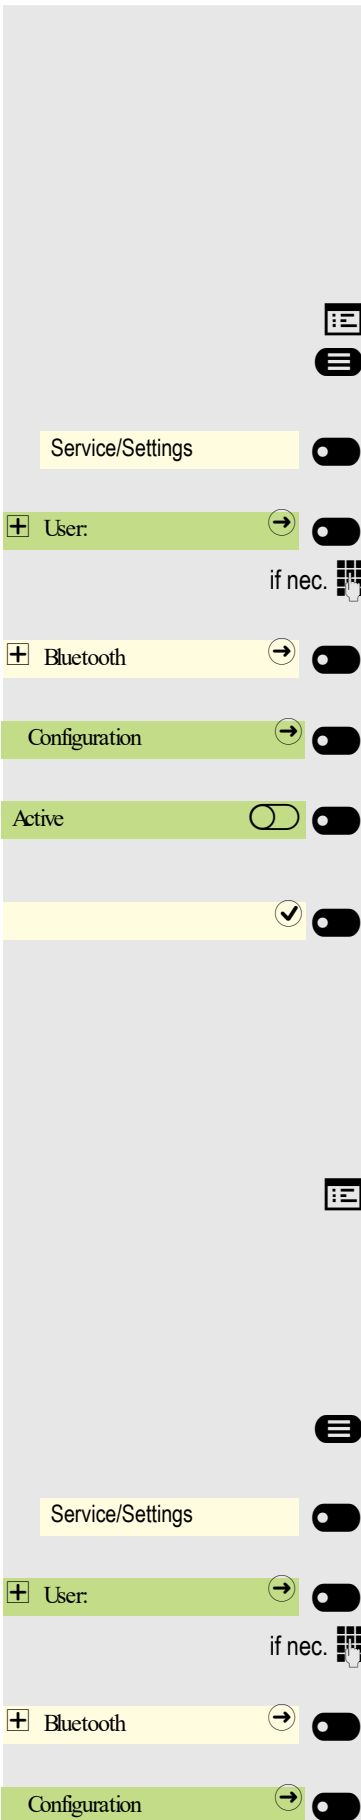 Service/Settings
User:
if nec.
Bluetooth
Configuration
Active
Service/Settings
User:
if nec.
Bluetooth
Configuration